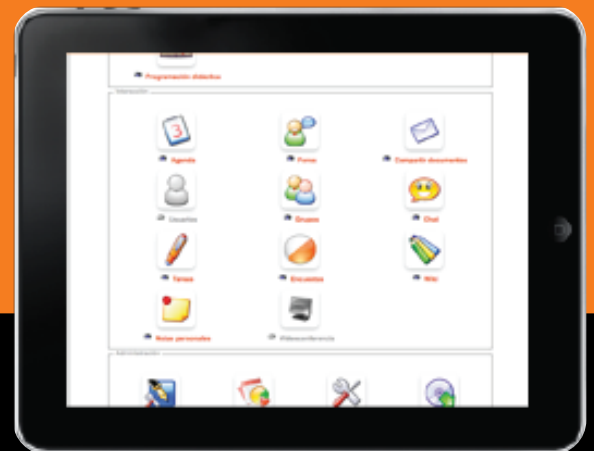 Programación didáctica
Interacción
Agenda
Foros
Compartir documentos
Usuarios
Grupos
Chat
Tareas
Encuestas
Wiki
Notas personales
Videoconferencia
Administración